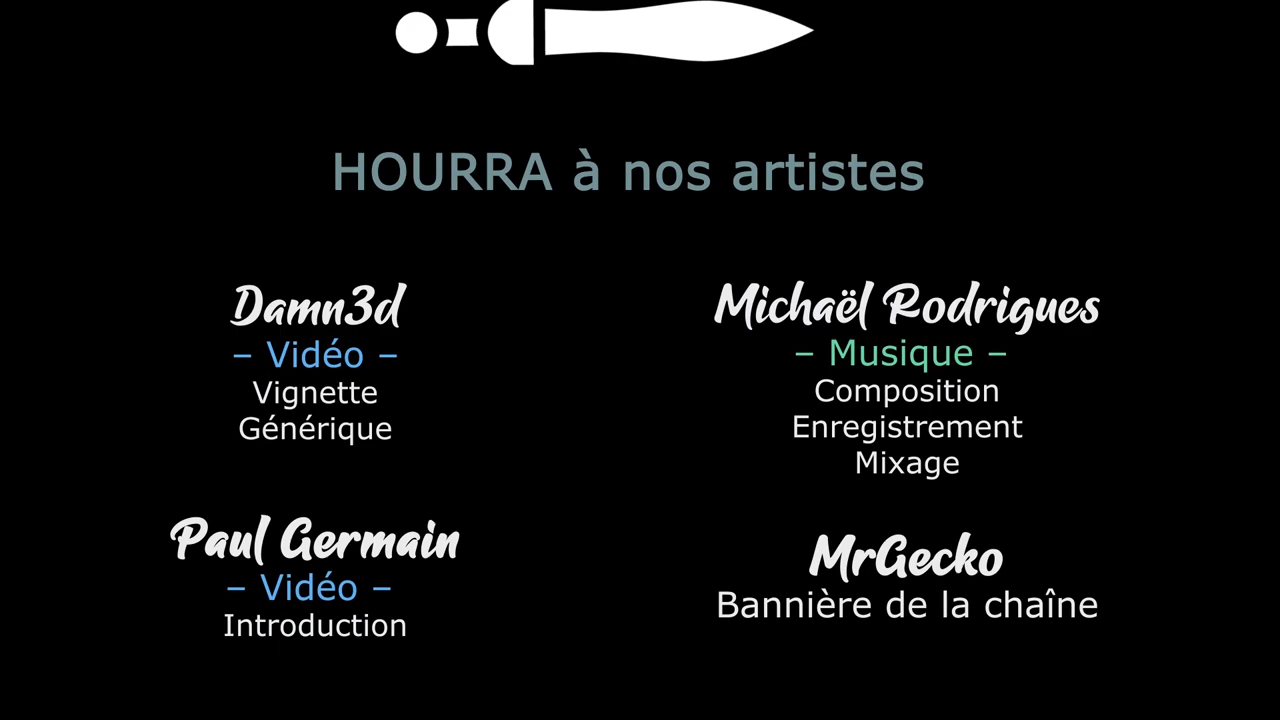 HOURRA à nos artistes
Damn3d
– Vidéo –
Vignette
Générique
Michaël Rodrigues
– Musique –
Composition
Enregistrement
Mixage
Paul Germain
– Vidéo –
Introduction
MrGecko
Bannière de la chaîne